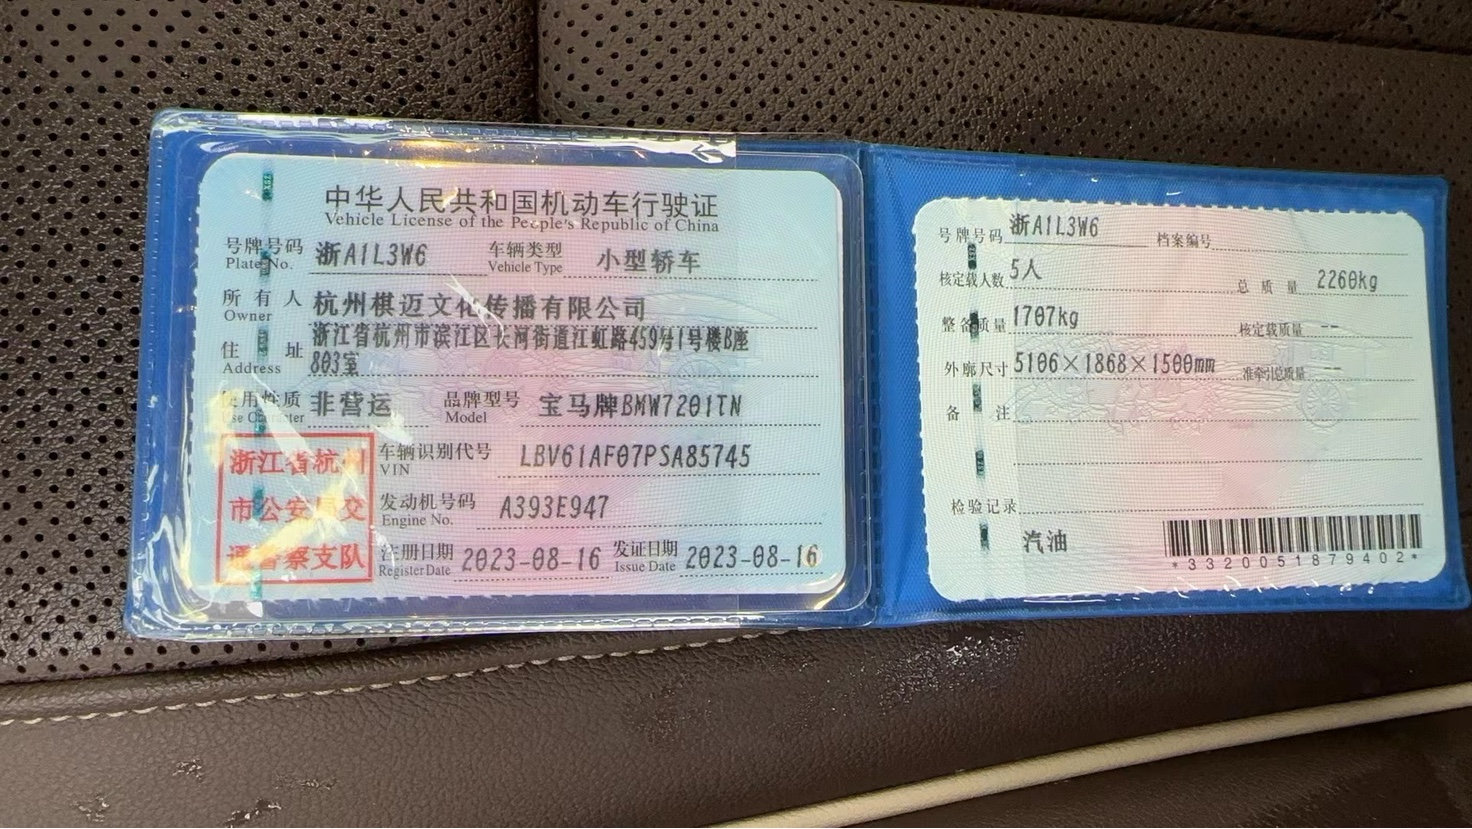 中华人民共和国机动车行驶证
Vehicle License of the People's Republic of China
号牌号码 浙A1L3W6 车辆类型 小型轿车
Plate No. Vehicle Type
所有人 杭州棋迈文化传播有限公司
Owner
浙江省杭州市滨江区长河街道江虹路459号1号楼B座
住址 803室
Address
使用性质 非营运 品牌型号 宝马牌BMW7201TN
Use Character Model
浙江省杭州
市公安局交
通警察支队
车辆识别代号 LBV61AF07PSA85745
VIN
发动机号码 A393E947
Engine No.
注册日期 2023-08-16 发证日期 2023-08-16
Register Date Issue Date
号牌号码 浙A1L3W6 档案编号
核定载人数 5人 总质量 2260kg
整备质量 1707kg 核定载质量 --
外廓尺寸 5106×1868×1500mm 准牵引总质量 --
备注
检验记录
汽油
*3320051879402*